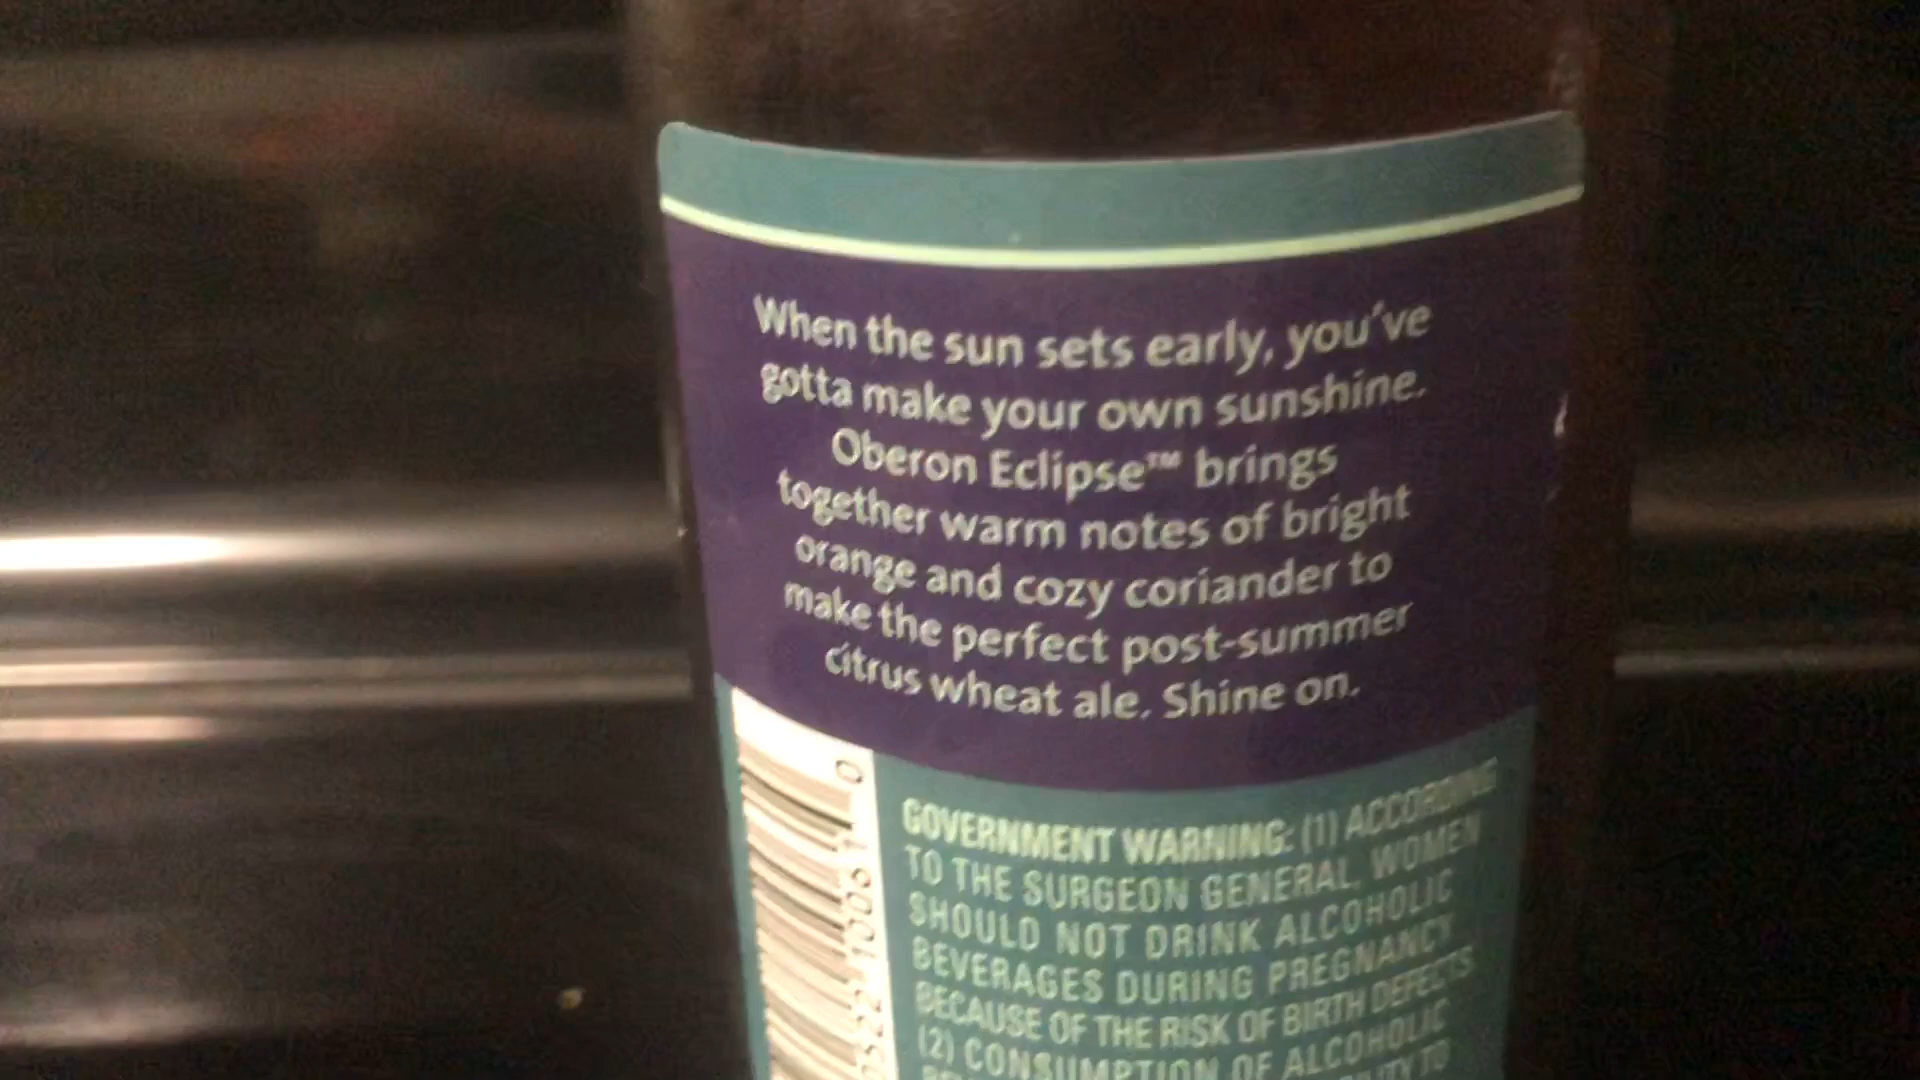 When the sun sets early, you've
gotta make your own sunshine.
Oberon Eclipse™ brings
together warm notes of bright
orange and cozy coriander to
make the perfect post-summer
citrus wheat ale. Shine on.
GOVERNMENT WARNING: (1) ACCORDING
TO THE SURGEON GENERAL, WOMEN
SHOULD NOT DRINK ALCOHOLIC
BEVERAGES DURING PREGNANCY
BECAUSE OF THE RISK OF BIRTH DEFECTS.
(2) CONSUMPTION OF ALCOHOLIC
TO